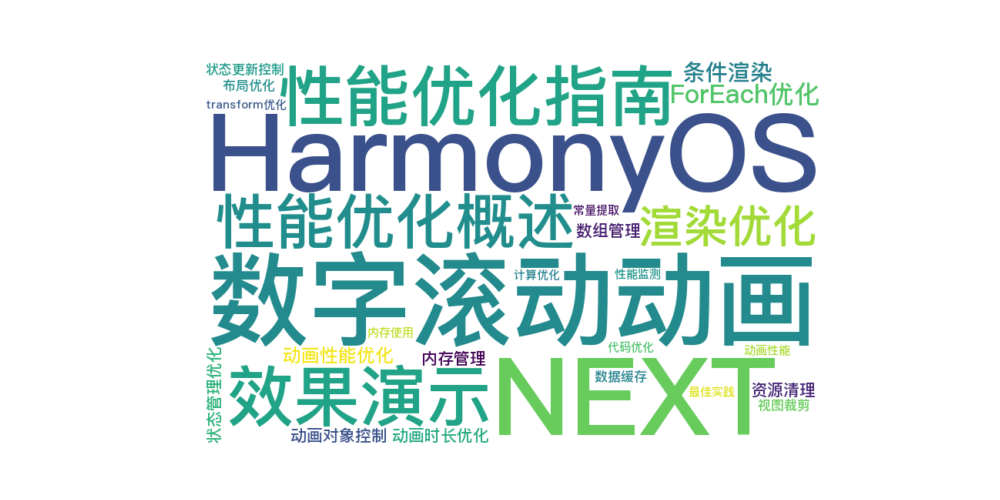 状态更新控制
布局优化
transform优化
性能优化指南
条件渲染
ForEach优化
HarmonyOS
性能优化概述
常量提取
数组管理
渲染优化
数字滚动动画
计算优化
性能监测
内存使用
动画性能优化
内存管理
代码优化
动画性能
状态管理优化
效果演示
NEXT
数据缓存
最佳实践
资源清理
视图裁剪
动画对象控制
动画时长优化